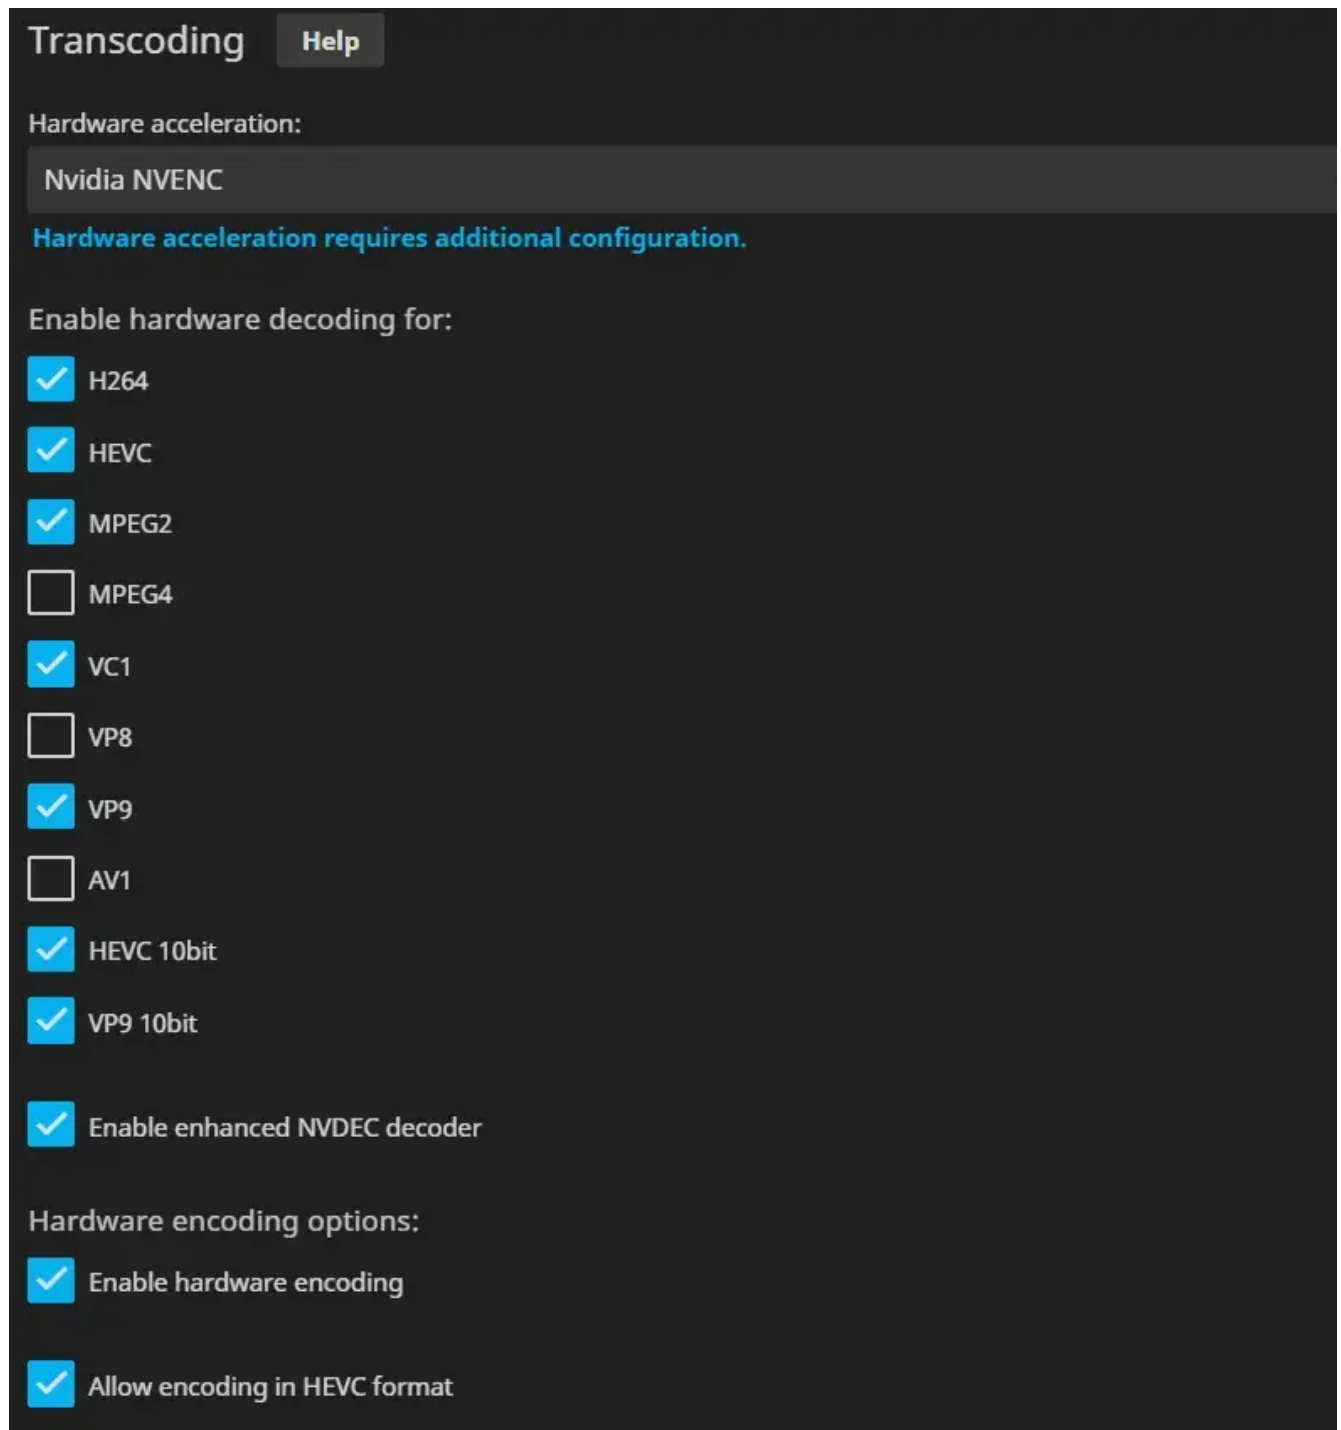 Transcoding Help
Hardware acceleration:
Nvidia NVENC
Hardware acceleration requires additional configuration.
Enable hardware decoding for:
H264
HEVC
MPEG2
MPEG4
VC1
VP8
VP9
AV1
HEVC 10bit
VP9 10bit
Enable enhanced NVDEC decoder
Hardware encoding options:
Enable hardware encoding
Allow encoding in HEVC format